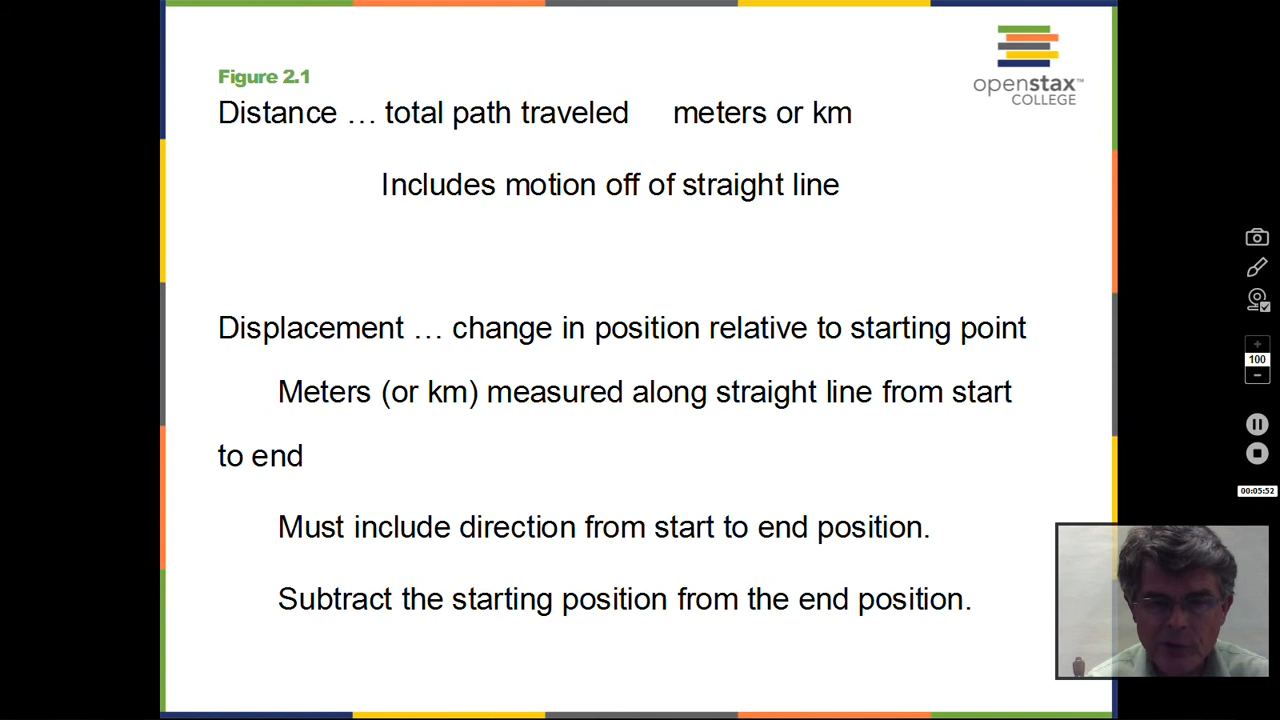 Figure 2.1
openstax™
COLLEGE
Distance … total path traveled meters or km
Includes motion off of straight line
Displacement … change in position relative to starting point
Meters (or km) measured along straight line from start
to end
Must include direction from start to end position.
Subtract the starting position from the end position.
+
100
−
00:05:52